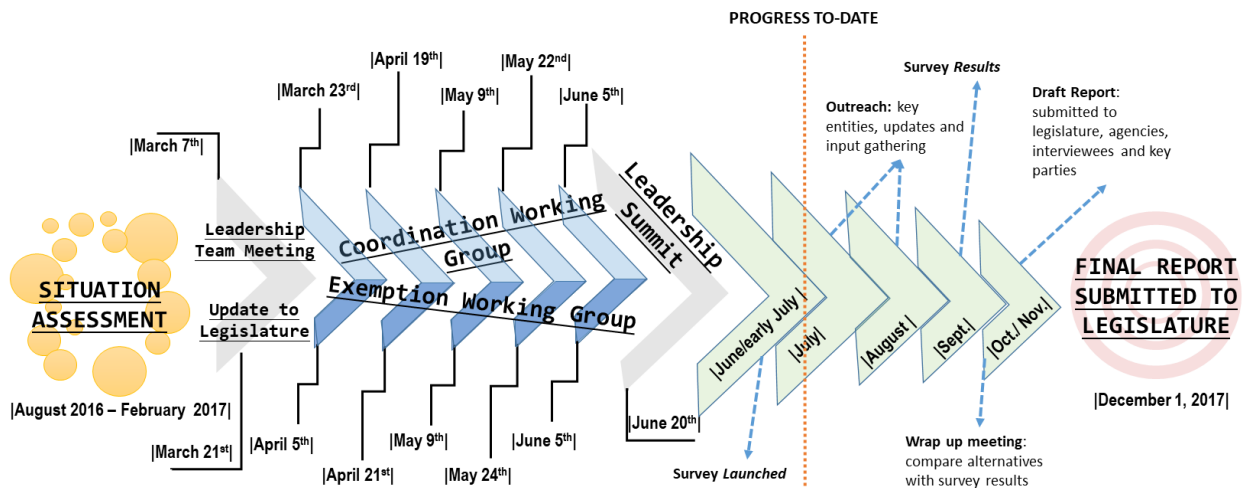 PROGRESS TO-DATE
|March 7th|
|March 23rd|
|April 19th|
|May 9th|
|May 22nd|
|June 5th|
SITUATION
ASSESSMENT
|August 2016 – February 2017|
Leadership
Team Meeting
Update to
Legislature
|March 21st|
Coordination Working
Group
Exemption Working Group
|April 5th|
|April 21st|
|May 9th|
|May 24th|
|June 5th|
Leadership
Summit
|June 20th|
|June/early July|
|July|
|August|
|Sept.|
|Oct./ Nov.|
Survey Launched
Outreach: key
entities, updates and
input gathering
Survey Results
Draft Report:
submitted to
legislature, agencies,
interviewees and key
parties
Wrap up meeting:
compare alternatives
with survey results
FINAL REPORT
SUBMITTED TO
LEGISLATURE
|December 1, 2017|